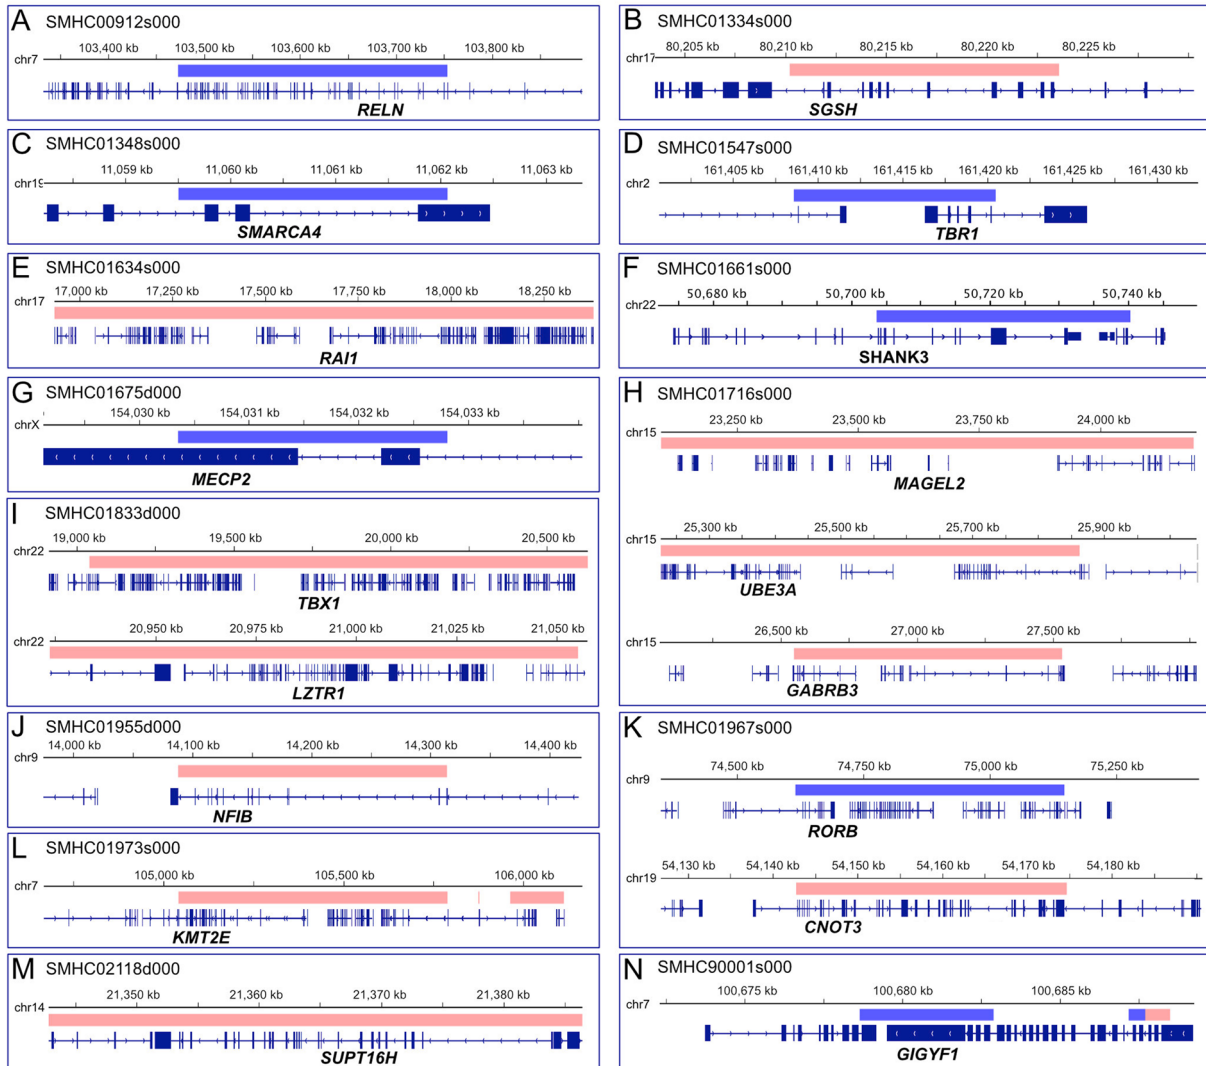 A SMHC00912s000
103,400 kb 103,500 kb 103,600 kb 103,700 kb 103,800 kb
chr7
RELN
B SMHC01334s000
80,205 kb 80,210 kb 80,215 kb 80,220 kb 80,225 kb
chr17
SGSH
C SMHC01348s000
11,059 kb 11,060 kb 11,061 kb 11,062 kb 11,063 kb
chr19
SMARCA4
D SMHC01547s000
161,405 kb 161,410 kb 161,415 kb 161,420 kb 161,425 kb 161,430 kb
chr2
TBR1
E SMHC01634s000
17,000 kb 17,250 kb 17,500 kb 17,750 kb 18,000 kb 18,250 kb
chr17
RAI1
F SMHC01661s000
50,680 kb 50,700 kb 50,720 kb 50,740 kb
chr22
SHANK3
G SMHC01675d000
154,030 kb 154,031 kb 154,032 kb 154,033 kb
chrX
MECP2
H SMHC01716s000
23,250 kb 23,500 kb 23,750 kb 24,000 kb
chr15
MAGEL2
25,300 kb 25,500 kb 25,700 kb 25,900 kb
chr15
UBE3A
26,500 kb 27,000 kb 27,500 kb
chr15
GABRB3
I SMHC01833d000
19,000 kb 19,500 kb 20,000 kb 20,500 kb
chr22
TBX1
20,950 kb 20,975 kb 21,000 kb 21,025 kb 21,050 kb
chr22
LZTR1
J SMHC01955d000
14,000 kb 14,100 kb 14,200 kb 14,300 kb 14,400 kb
chr9
NFIB
K SMHC01967s000
74,500 kb 74,750 kb 75,000 kb 75,250 kb
chr9
RORB
54,130 kb 54,140 kb 54,150 kb 54,160 kb 54,170 kb 54,180 kb
chr19
CNOT3
L SMHC01973s000
105,000 kb 105,500 kb 106,000 kb
chr7
KMT2E
M SMHC02118d000
21,350 kb 21,360 kb 21,370 kb 21,380 kb
chr14
SUPT16H
N SMHC90001s000
100,675 kb 100,680 kb 100,685 kb
chr7
GIGYF1